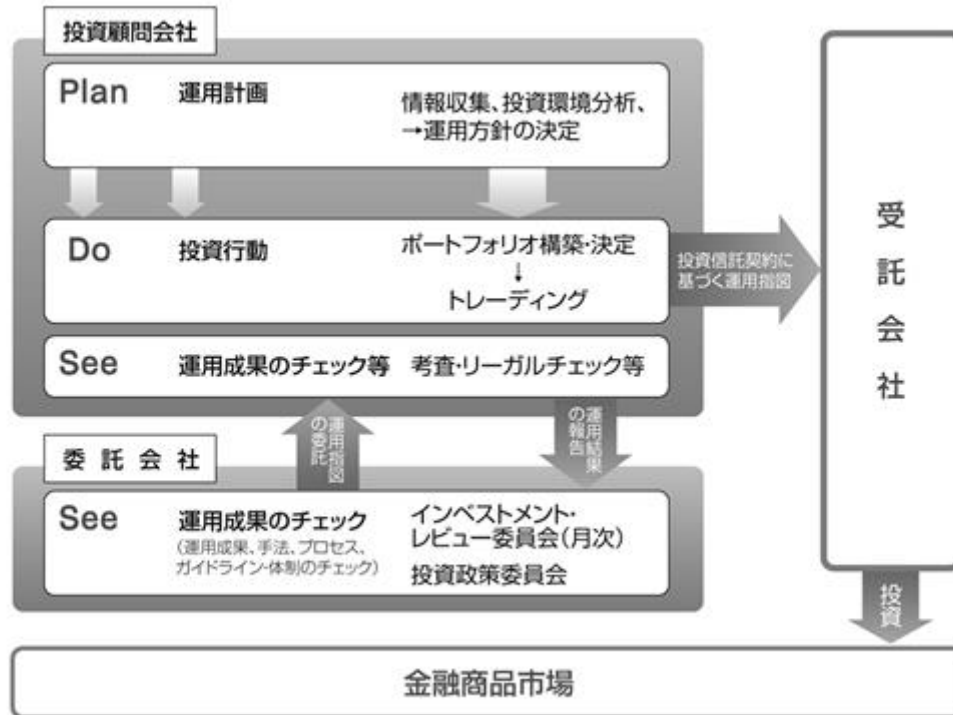 投資顧問会社
Plan 運用計画 情報収集、投資環境分析、
→運用方針の決定
Do 投資行動 ポートフォリオ構築・決定
↓
トレーディング
投資信託契約に
基づく運用指図
See 運用成果のチェック等 考査・リーガルチェック等
運用指図
の委託
運用結果
の報告
委託会社
See 運用成果のチェック
(運用成果、手法、プロセス、
ガイドライン・体制のチェック)
インベストメント・
レビュー委員会(月次)
投資政策委員会
受託会社
投資
金融商品市場